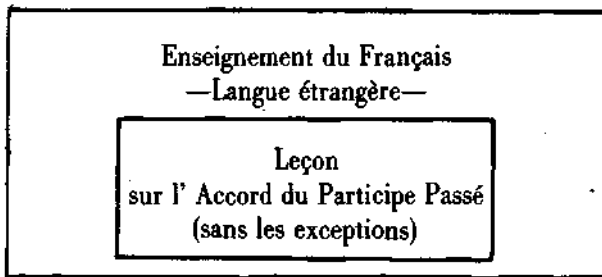 Enseignement du Français
—Langue étrangère—
Leçon
sur l' Accord du Participe Passé
(sans les exceptions)